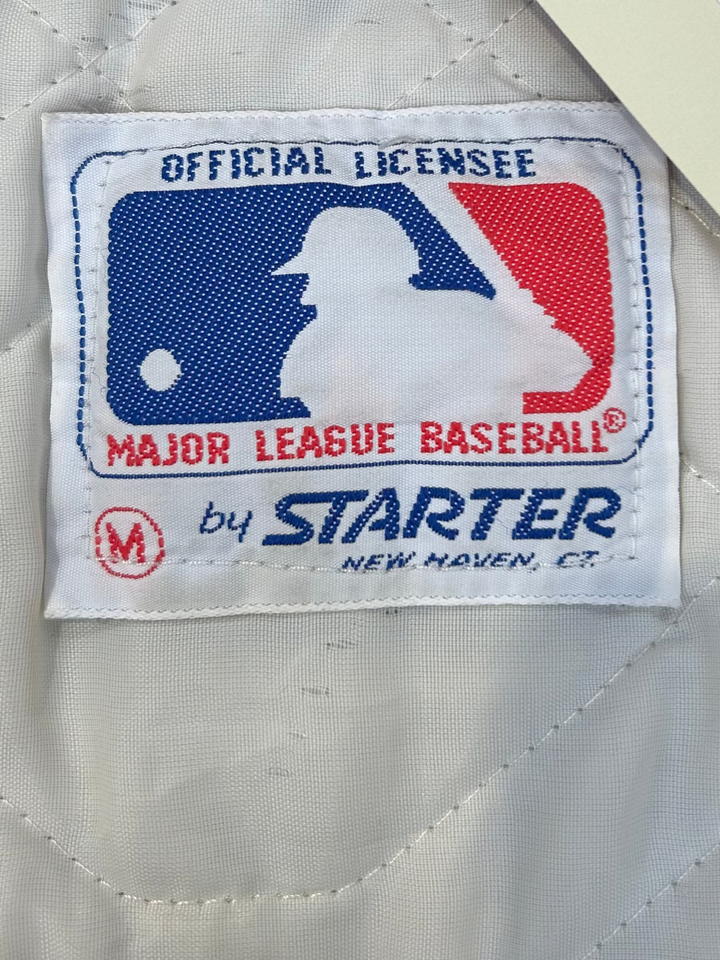 OFFICIAL LICENSEE
MAJOR LEAGUE BASEBALL®
M by STARTER
NEW HAVEN, CT.